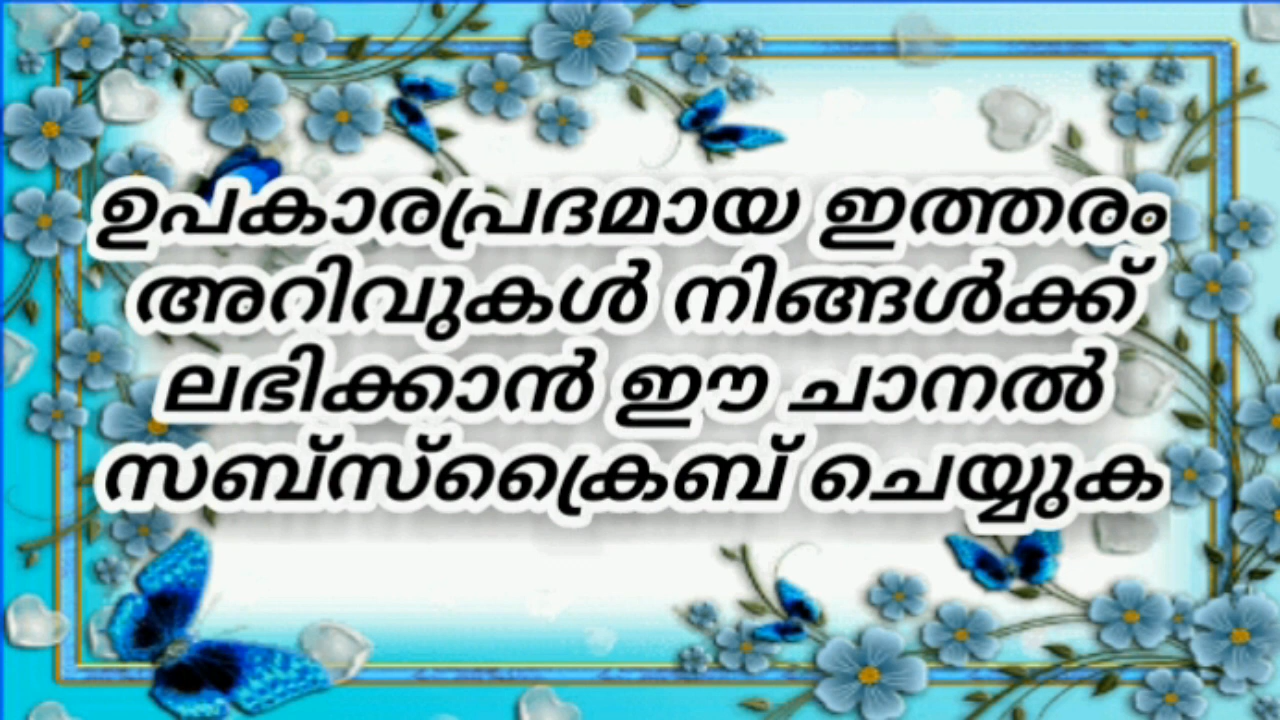 ഉപകാരപ്രദമായ ഇത്തരം
അറിവുകൾ നിങ്ങൾക്ക്
ലഭിക്കാൻ ഈ ചാനൽ
സബ്സ്ക്രൈബ് ചെയ്യുക